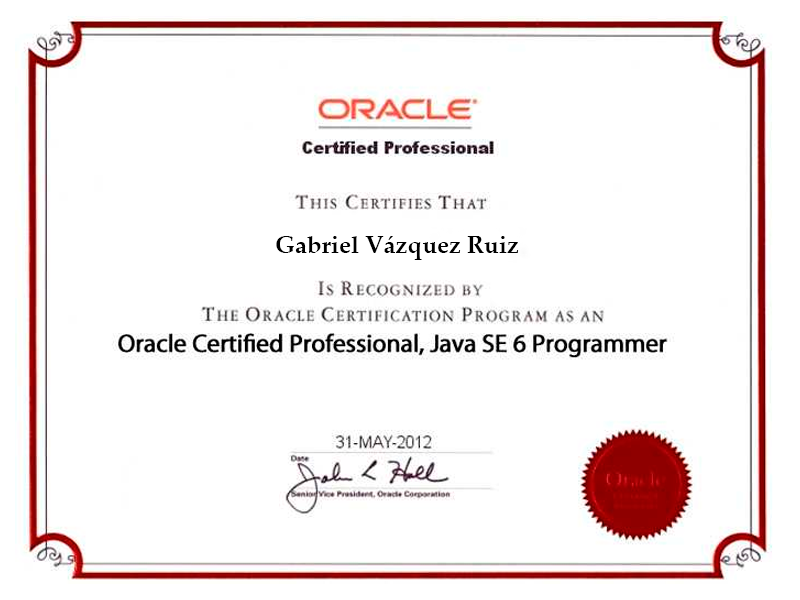 ORACLE
Certified Professional
THIS CERTIFIES THAT
Gabriel Vázquez Ruiz
IS RECOGNIZED BY
THE ORACLE CERTIFICATION PROGRAM AS AN
Oracle Certified Professional, Java SE 6 Programmer
31-MAY-2012
Date
John L Hall
Senior Vice President, Oracle Corporation
Oracle